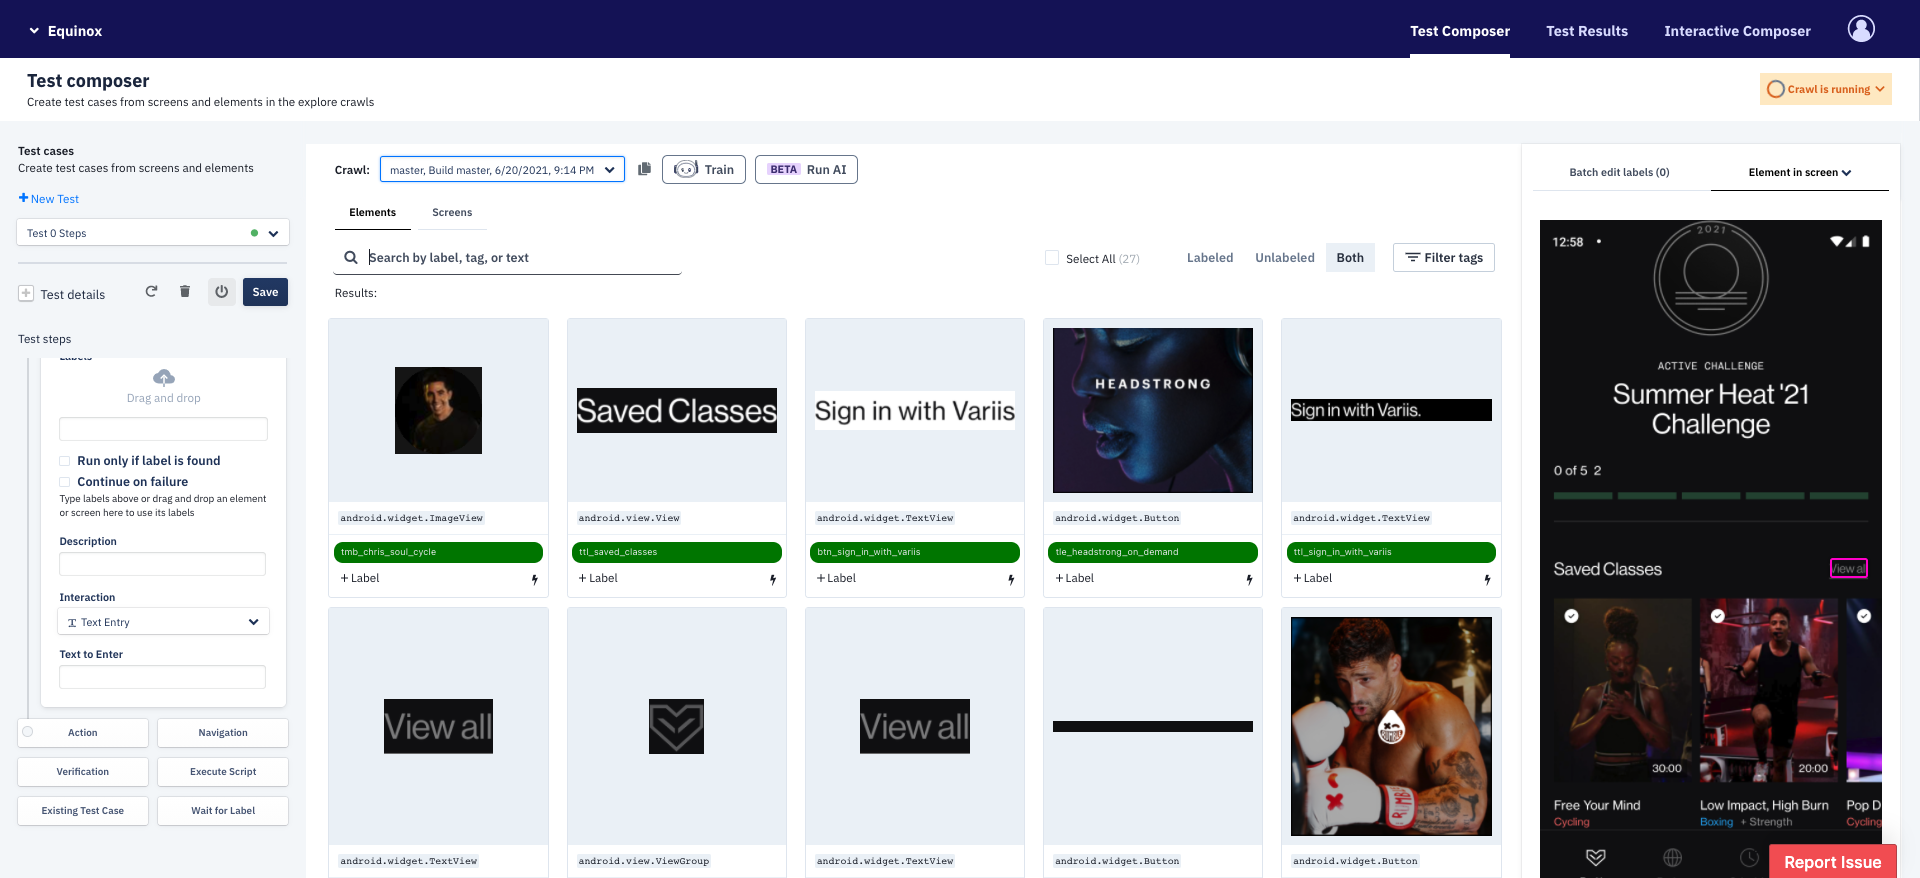 Equinox
Test Composer
Test Results
Interactive Composer
Test composer
Create test cases from screens and elements in the explore crawls
Crawl is running
Test cases
Create test cases from screens and elements
+ New Test
Test 0 Steps
Test details
Save
Test steps
Labels
Drag and drop
Run only if label is found
Continue on failure
Type labels above or drag and drop an element
or screen here to use its labels
Description
Interaction
Text Entry
Text to Enter
Action
Navigation
Verification
Execute Script
Existing Test Case
Wait for Label
Crawl:
master, Build master, 6/20/2021, 9:14 PM
Train
BETA Run AI
Elements
Screens
Search by label, tag, or text
Select All (27)
Labeled
Unlabeled
Both
Filter tags
Results:
Saved Classes
Sign in with Variis
HEADSTRONG
Sign in with Variis.
android.widget.ImageView
android.view.View
android.widget.TextView
android.widget.Button
android.widget.TextView
tmb_chris_soul_cycle
ttl_saved_classes
btn_sign_in_with_variis
tle_headstrong_on_demand
ttl_sign_in_with_variis
+ Label
+ Label
+ Label
+ Label
+ Label
View all
View all
RUMBLE
android.widget.TextView
android.view.ViewGroup
android.widget.TextView
android.widget.Button
android.widget.Button
Batch edit labels (0)
Element in screen
12:58
2021
ACTIVE CHALLENGE
Summer Heat '21
Challenge
0 of 5 2
Saved Classes
View all
30:00
20:00
Free Your Mind
Cycling
Low Impact, High Burn
Boxing + Strength
Pop D
Cycling
Report Issue